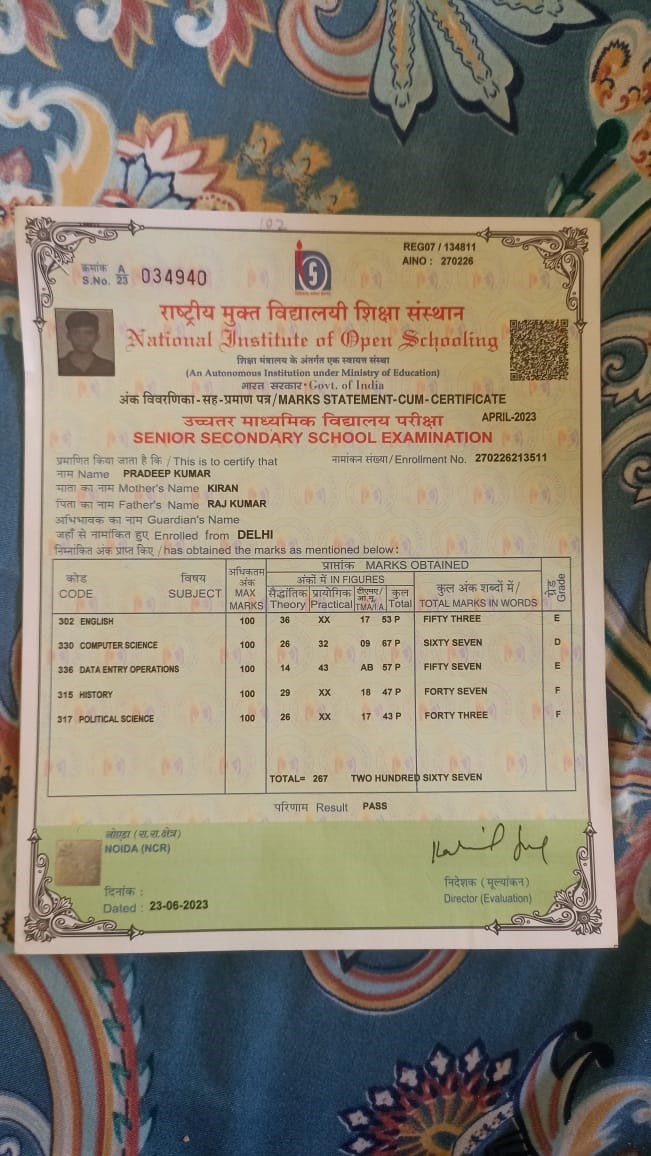 102
REG07 / 134811
AINO : 270226
क्रमांक A
S.No. 23 034940
राष्ट्रीय मुक्त विद्यालयी शिक्षा संस्थान
National Institute of Open Schooling
शिक्षा मंत्रालय के अंतर्गत एक स्वायत्त संस्था
(An Autonomous Institution under Ministry of Education)
भारत सरकार•Govt. of India
अंक विवरणिका-सह-प्रमाण पत्र/MARKS STATEMENT-CUM-CERTIFICATE
उच्चतर माध्यमिक विद्यालय परीक्षा APRIL-2023
SENIOR SECONDARY SCHOOL EXAMINATION
प्रमाणित किया जाता है कि / This is to certify that नामांकन संख्या/Enrollment No. 270226213511
नाम Name PRADEEP KUMAR
माता का नाम Mother's Name KIRAN
पिता का नाम Father's Name RAJ KUMAR
अभिभावक का नाम Guardian's Name
जहाँ से नामांकित हुए Enrolled from DELHI
निम्नांकित अंक प्राप्त किए / has obtained the marks as mentioned below :
कोड CODE विषय SUBJECT अधिकतम अंक MAX MARKS प्राप्तांक MARKS OBTAINED ग्रेड Grade
अंकों में IN FIGURES कुल अंक शब्दों में/ TOTAL MARKS IN WORDS
सैद्धांतिक Theory प्रायोगिक Practical TMA/I.A. कुल Total
302 ENGLISH 100 36 XX 17 53 P FIFTY THREE E
330 COMPUTER SCIENCE 100 26 32 09 67 P SIXTY SEVEN D
336 DATA ENTRY OPERATIONS 100 14 43 AB 57 P FIFTY SEVEN E
315 HISTORY 100 29 XX 18 47 P FORTY SEVEN F
317 POLITICAL SCIENCE 100 26 XX 17 43 P FORTY THREE F
TOTAL= 267 TWO HUNDRED SIXTY SEVEN
परिणाम Result PASS
नोएडा (रा.रा.क्षेत्र)
NOIDA (NCR)
निदेशक (मूल्यांकन)
Director (Evaluation)
दिनांक :
Dated : 23-06-2023